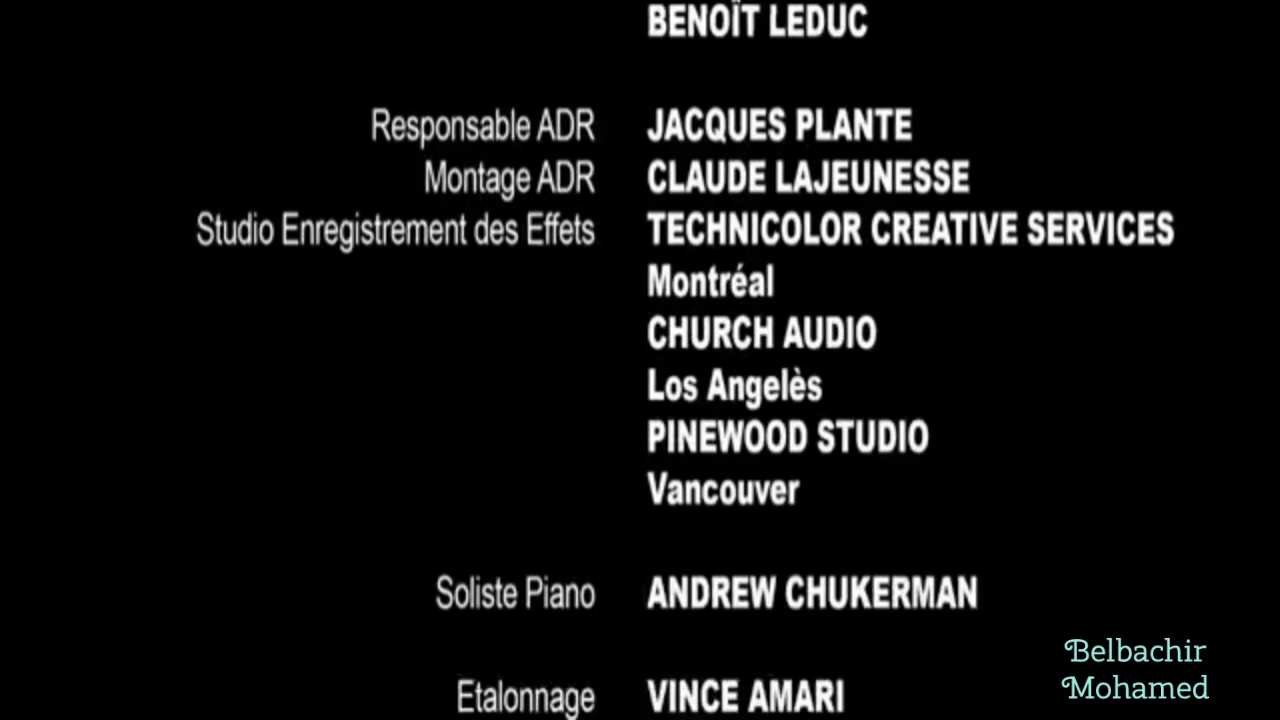 BENOÎT LEDUC
Responsable ADR JACQUES PLANTE
Montage ADR CLAUDE LAJEUNESSE
Studio Enregistrement des Effets TECHNICOLOR CREATIVE SERVICES
Montréal
CHURCH AUDIO
Los Angelès
PINEWOOD STUDIO
Vancouver
Soliste Piano ANDREW CHUKERMAN
Etalonnage VINCE AMARI
Belbachir
Mohamed